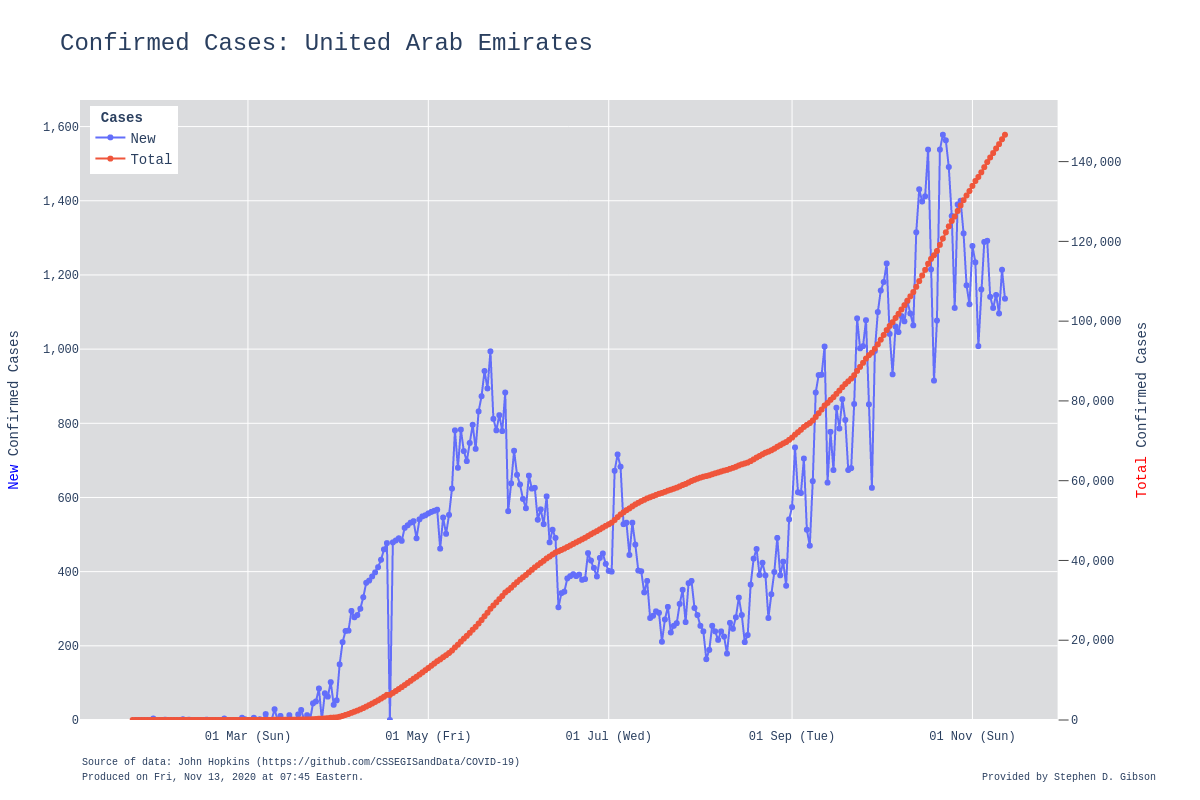 Confirmed Cases: United Arab Emirates
Cases
New
Total
1,600
1,400
1,200
1,000
800
600
400
200
0
New Confirmed Cases
140,000
120,000
100,000
80,000
60,000
40,000
20,000
0
Total Confirmed Cases
01 Mar (Sun)
01 May (Fri)
01 Jul (Wed)
01 Sep (Tue)
01 Nov (Sun)
Source of data: John Hopkins (https://github.com/CSSEGISandData/COVID-19)
Produced on Fri, Nov 13, 2020 at 07:45 Eastern.
Provided by Stephen D. Gibson